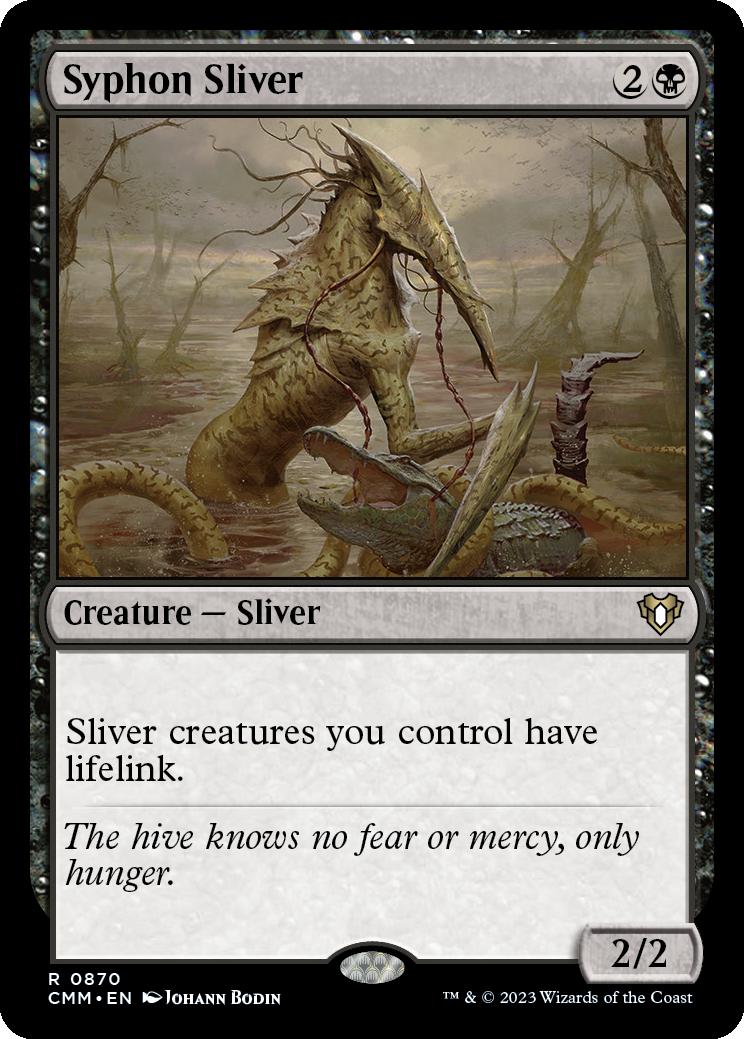 Syphon Sliver 2
Creature — Sliver
Sliver creatures you control have
lifelink.
The hive knows no fear or mercy, only
hunger.
2/2
R 0870
CMM • EN Johann Bodin ™ & © 2023 Wizards of the Coast